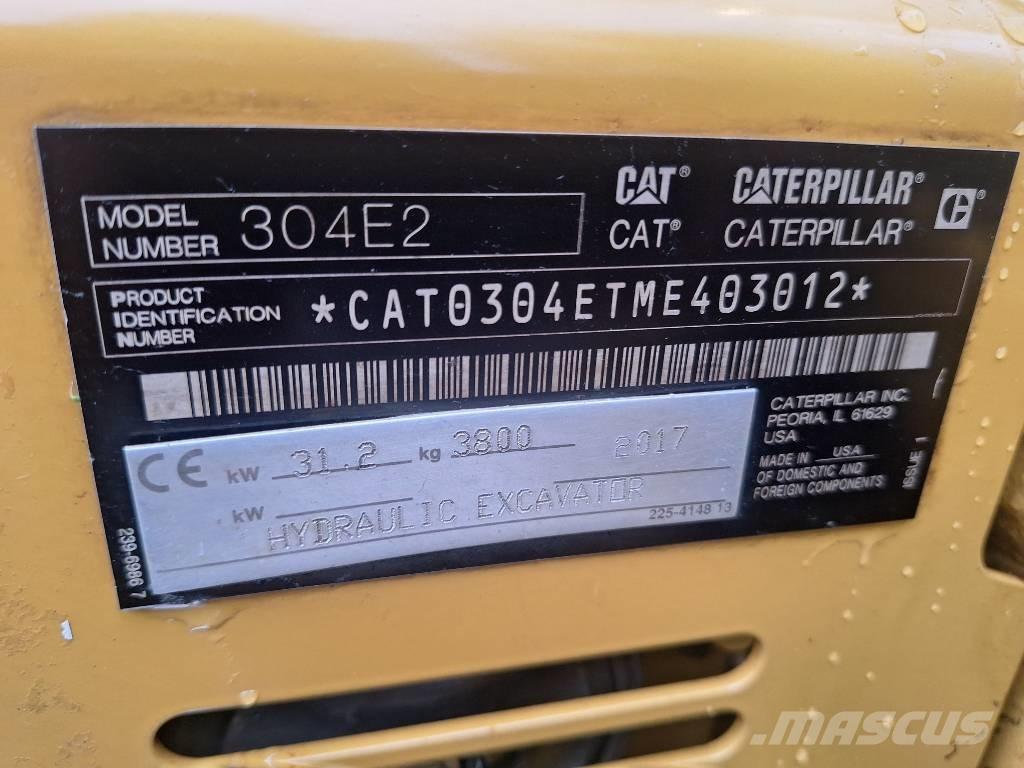 MODEL NUMBER 304E2
CAT® CATERPILLAR®
CAT® CATERPILLAR® C®
PRODUCT
IDENTIFICATION
NUMBER
*CAT0304ETME403012*
CATERPILLAR INC.
PEORIA, IL 61629
USA
MADE IN USA
OF DOMESTIC AND
FOREIGN COMPONENTS
ISSUE 1
CE kW 31.2 kg 3800 2017
kW
HYDRAULIC EXCAVATOR
225-4148 13
239-6986 7
MASCUS